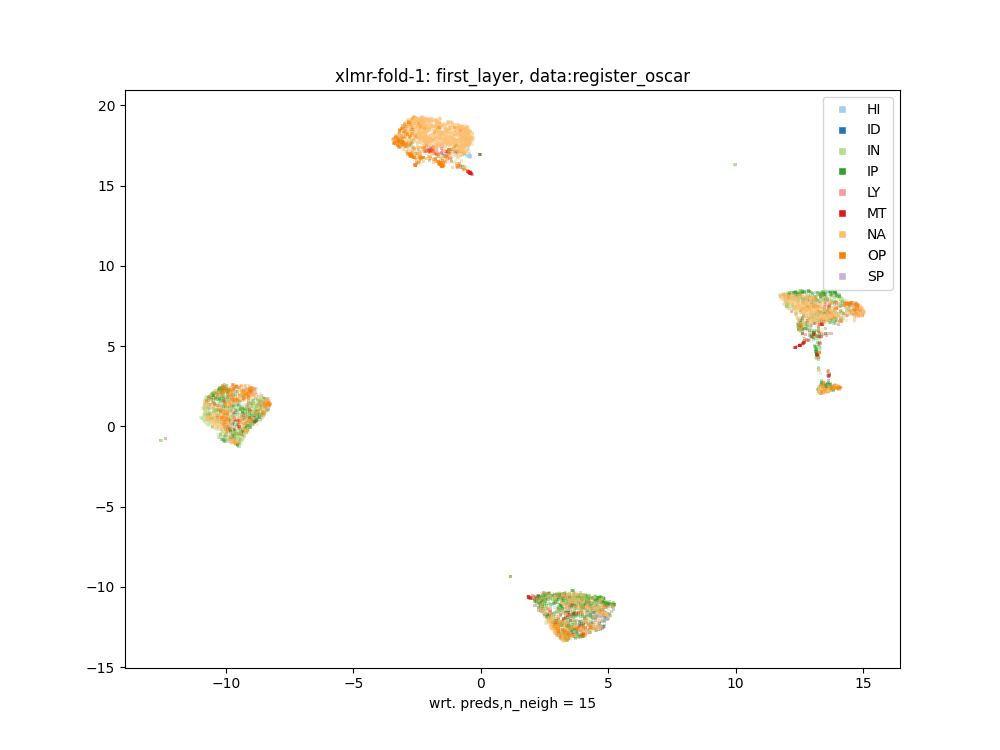 xlmr-fold-1: first_layer, data:register_oscar
HI
ID
IN
IP
LY
MT
NA
OP
SP
20
15
10
5
0
−5
−10
−15
−10
−5
0
5
10
15
wrt. preds,n_neigh = 15